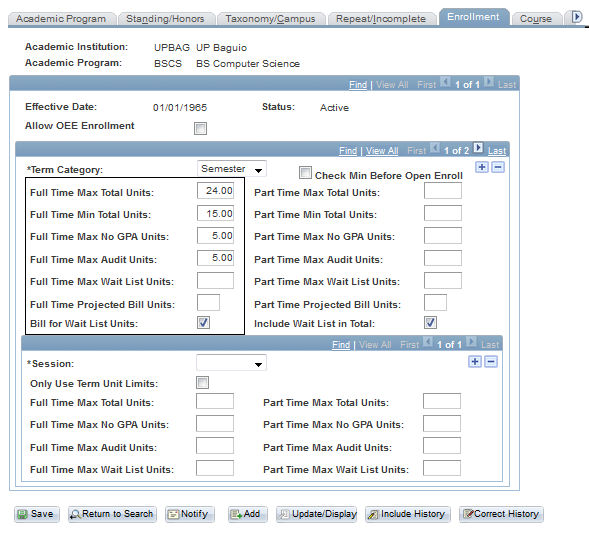 Academic Program Standing/Honors Taxonomy/Campus Repeat/Incomplete Enrollment Course
Academic Institution: UPBAG UP Baguio
Academic Program: BSCS BS Computer Science
Find | View All First 1 of 1 Last
Effective Date: 01/01/1965 Status: Active
Allow OEE Enrollment
Find | View All First 1 of 2 Last
*Term Category: Semester Check Min Before Open Enroll
Full Time Max Total Units: 24.00 Part Time Max Total Units:
Full Time Min Total Units: 15.00 Part Time Min Total Units:
Full Time Max No GPA Units: 5.00 Part Time Max No GPA Units:
Full Time Max Audit Units: 5.00 Part Time Max Audit Units:
Full Time Max Wait List Units: Part Time Max Wait List Units:
Full Time Projected Bill Units: Part Time Projected Bill Units:
Bill for Wait List Units: Include Wait List in Total:
Find | View All First 1 of 1 Last
*Session:
Only Use Term Unit Limits:
Full Time Max Total Units: Part Time Max Total Units:
Full Time Max No GPA Units: Part Time Max No GPA Units:
Full Time Max Audit Units: Part Time Max Audit Units:
Full Time Max Wait List Units: Part Time Max Wait List Units:
Save Return to Search Notify Add Update/Display Include History Correct History